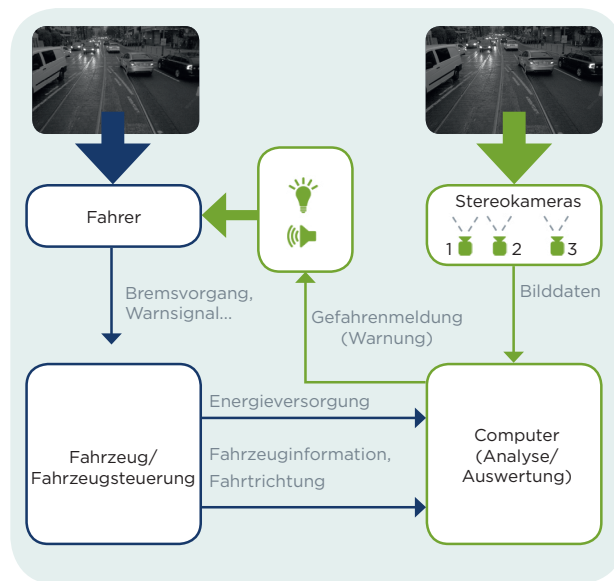 Fahrer
Stereokameras
1 2 3
Bremsvorgang,
Warnsignal...
Gefahrenmeldung
(Warnung)
Bilddaten
Energieversorgung
Fahrzeug/
Fahrzeugsteuerung
Fahrzeuginformation,
Fahrtrichtung
Computer
(Analyse/
Auswertung)